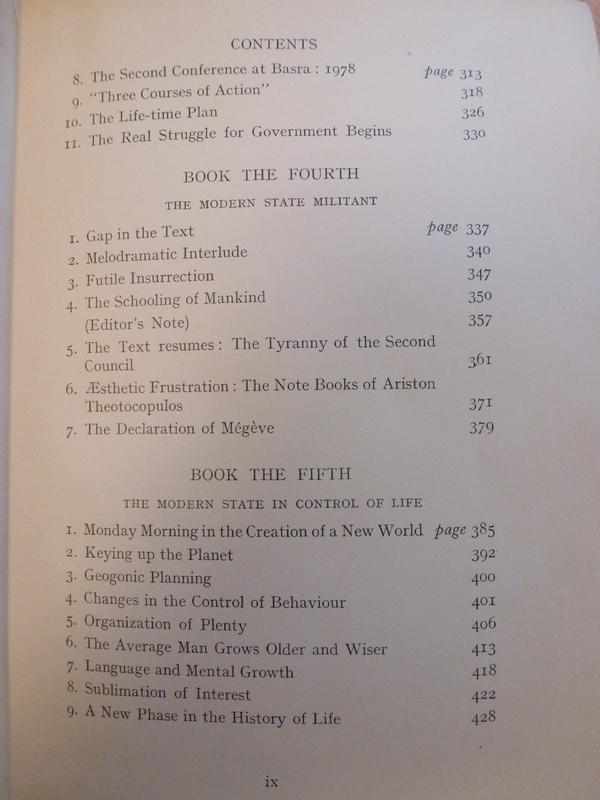 CONTENTS
8. The Second Conference at Basra : 1978 page 313
9. "Three Courses of Action" 318
10. The Life-time Plan 326
11. The Real Struggle for Government Begins 330
BOOK THE FOURTH
THE MODERN STATE MILITANT
1. Gap in the Text page 337
2. Melodramatic Interlude 340
3. Futile Insurrection 347
4. The Schooling of Mankind 350
(Editor's Note) 357
5. The Text resumes : The Tyranny of the Second
Council 361
6. Æsthetic Frustration : The Note Books of Ariston
Theotocopulos 371
7. The Declaration of Mégève 379
BOOK THE FIFTH
THE MODERN STATE IN CONTROL OF LIFE
1. Monday Morning in the Creation of a New World page 385
2. Keying up the Planet 392
3. Geogonic Planning 400
4. Changes in the Control of Behaviour 401
5. Organization of Plenty 406
6. The Average Man Grows Older and Wiser 413
7. Language and Mental Growth 418
8. Sublimation of Interest 422
9. A New Phase in the History of Life 428
ix